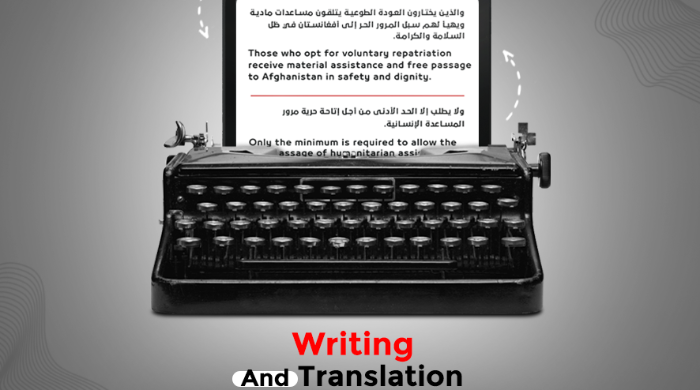 والذين يختارون العودة الطوعية يتلقون مساعدات مادية
ويهيأ لهم سبل المرور الحر إلى أفغانستان في ظل
السلامة والكرامة.
Those who opt for voluntary repatriation
receive material assistance and free passage
to Afghanistan in safety and dignity.
ولا يطلب إلا الحد الأدنى من أجل إتاحة حرية مرور
المساعدة الإنسانية.
Only the minimum is required to allow the
assage of humanitarian assi
Writing
And Translation